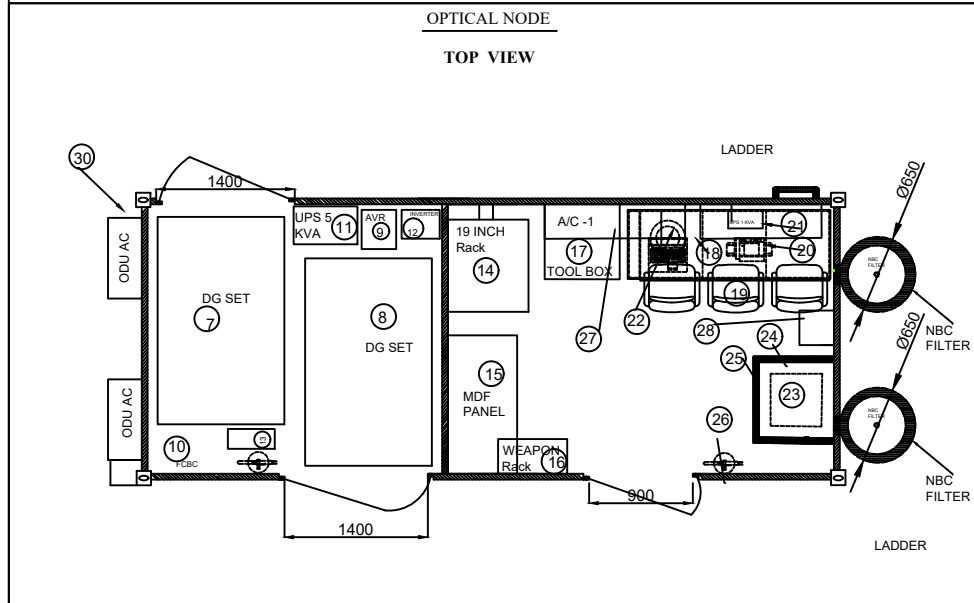 OPTICAL NODE
TOP VIEW
LADDER
30
1400
Ø650
ODU AC
UPS 5
KVA
11
AVR
9
INVERTER
12
19 INCH
Rack
14
A/C -1
17
TOOL BOX
UPS 1 KVA
21
18
20
19
22
27
28
NBC
FILTER
NBC
FILTER
DG SET
7
8
DG SET
Ø650
24
25
23
15
MDF
PANEL
ODU AC
10
FCBC
13
26
WEAPON
Rack
16
NBC
FILTER
NBC
FILTER
900
1400
LADDER